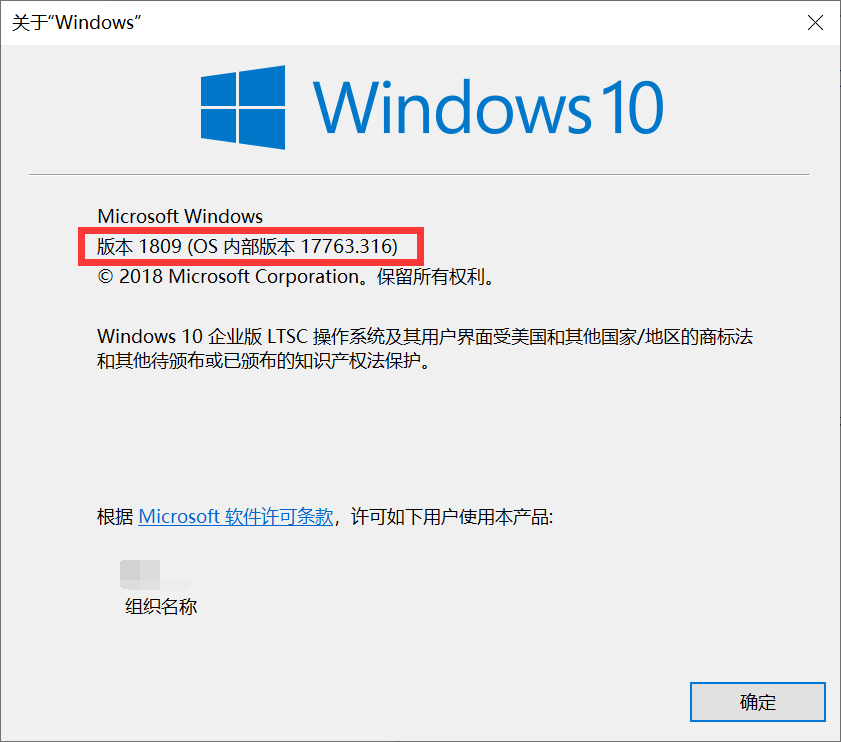 关于“Windows”
Windows 10
Microsoft Windows
版本 1809 (OS 内部版本 17763.316)
© 2018 Microsoft Corporation。保留所有权利。
Windows 10 企业版 LTSC 操作系统及其用户界面受美国和其他国家/地区的商标法
和其他待颁布或已颁布的知识产权法保护。
根据 Microsoft 软件许可条款，许可如下用户使用本产品:
组织名称
确定